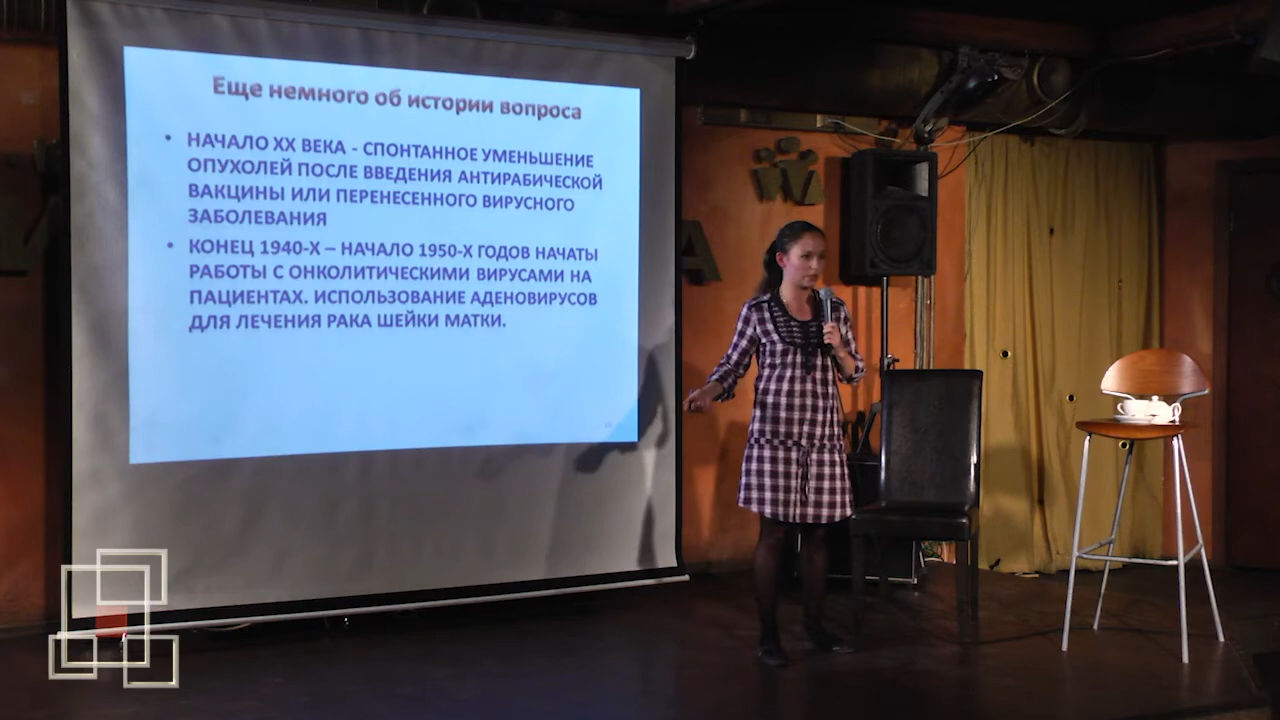 Еще немного об истории вопроса
• НАЧАЛО XX ВЕКА - СПОНТАННОЕ УМЕНЬШЕНИЕ
ОПУХОЛЕЙ ПОСЛЕ ВВЕДЕНИЯ АНТИРАБИЧЕСКОЙ
ВАКЦИНЫ ИЛИ ПЕРЕНЕСЕННОГО ВИРУСНОГО
ЗАБОЛЕВАНИЯ
• КОНЕЦ 1940-Х – НАЧАЛО 1950-Х ГОДОВ НАЧАТЫ
РАБОТЫ С ОНКОЛИТИЧЕСКИМИ ВИРУСАМИ НА
ПАЦИЕНТАХ. ИСПОЛЬЗОВАНИЕ АДЕНОВИРУСОВ
ДЛЯ ЛЕЧЕНИЯ РАКА ШЕЙКИ МАТКИ.
А